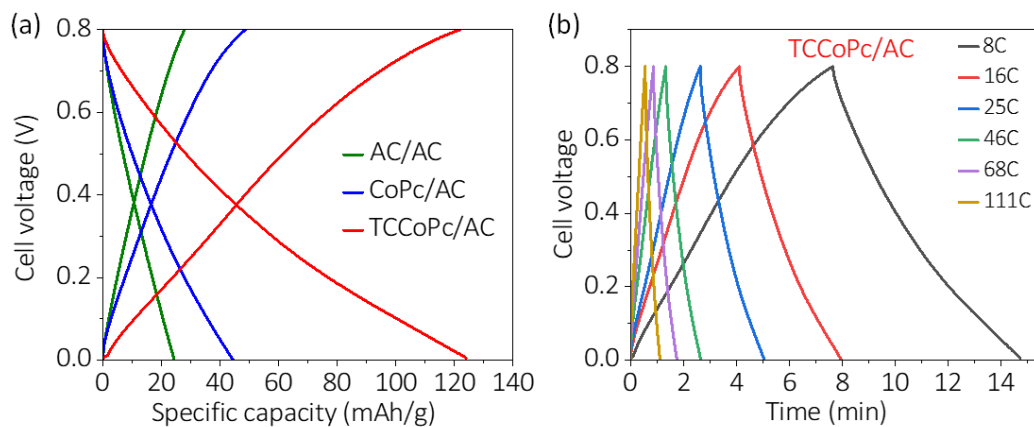 (a)
0.8
0.6
0.4
0.2
0.0
Cell voltage (V)
AC/AC
CoPc/AC
TCCoPc/AC
0 20 40 60 80 100 120 140
Specific capacity (mAh/g)
(b)
TCCoPc/AC
0.8
0.6
0.4
0.2
0.0
Cell voltage
8C
16C
25C
46C
68C
111C
0 2 4 6 8 10 12 14
Time (min)